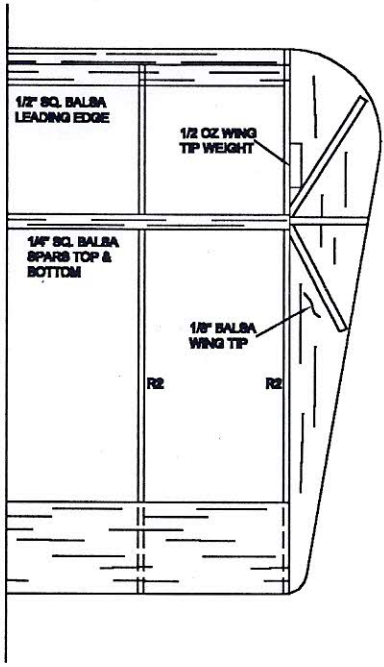 1/2" SQ. BALSA
LEADING EDGE
1/2 OZ WING
TIP WEIGHT
1/4" SQ. BALSA
SPARS TOP &
BOTTOM
1/8" BALSA
WING TIP
R2
R2